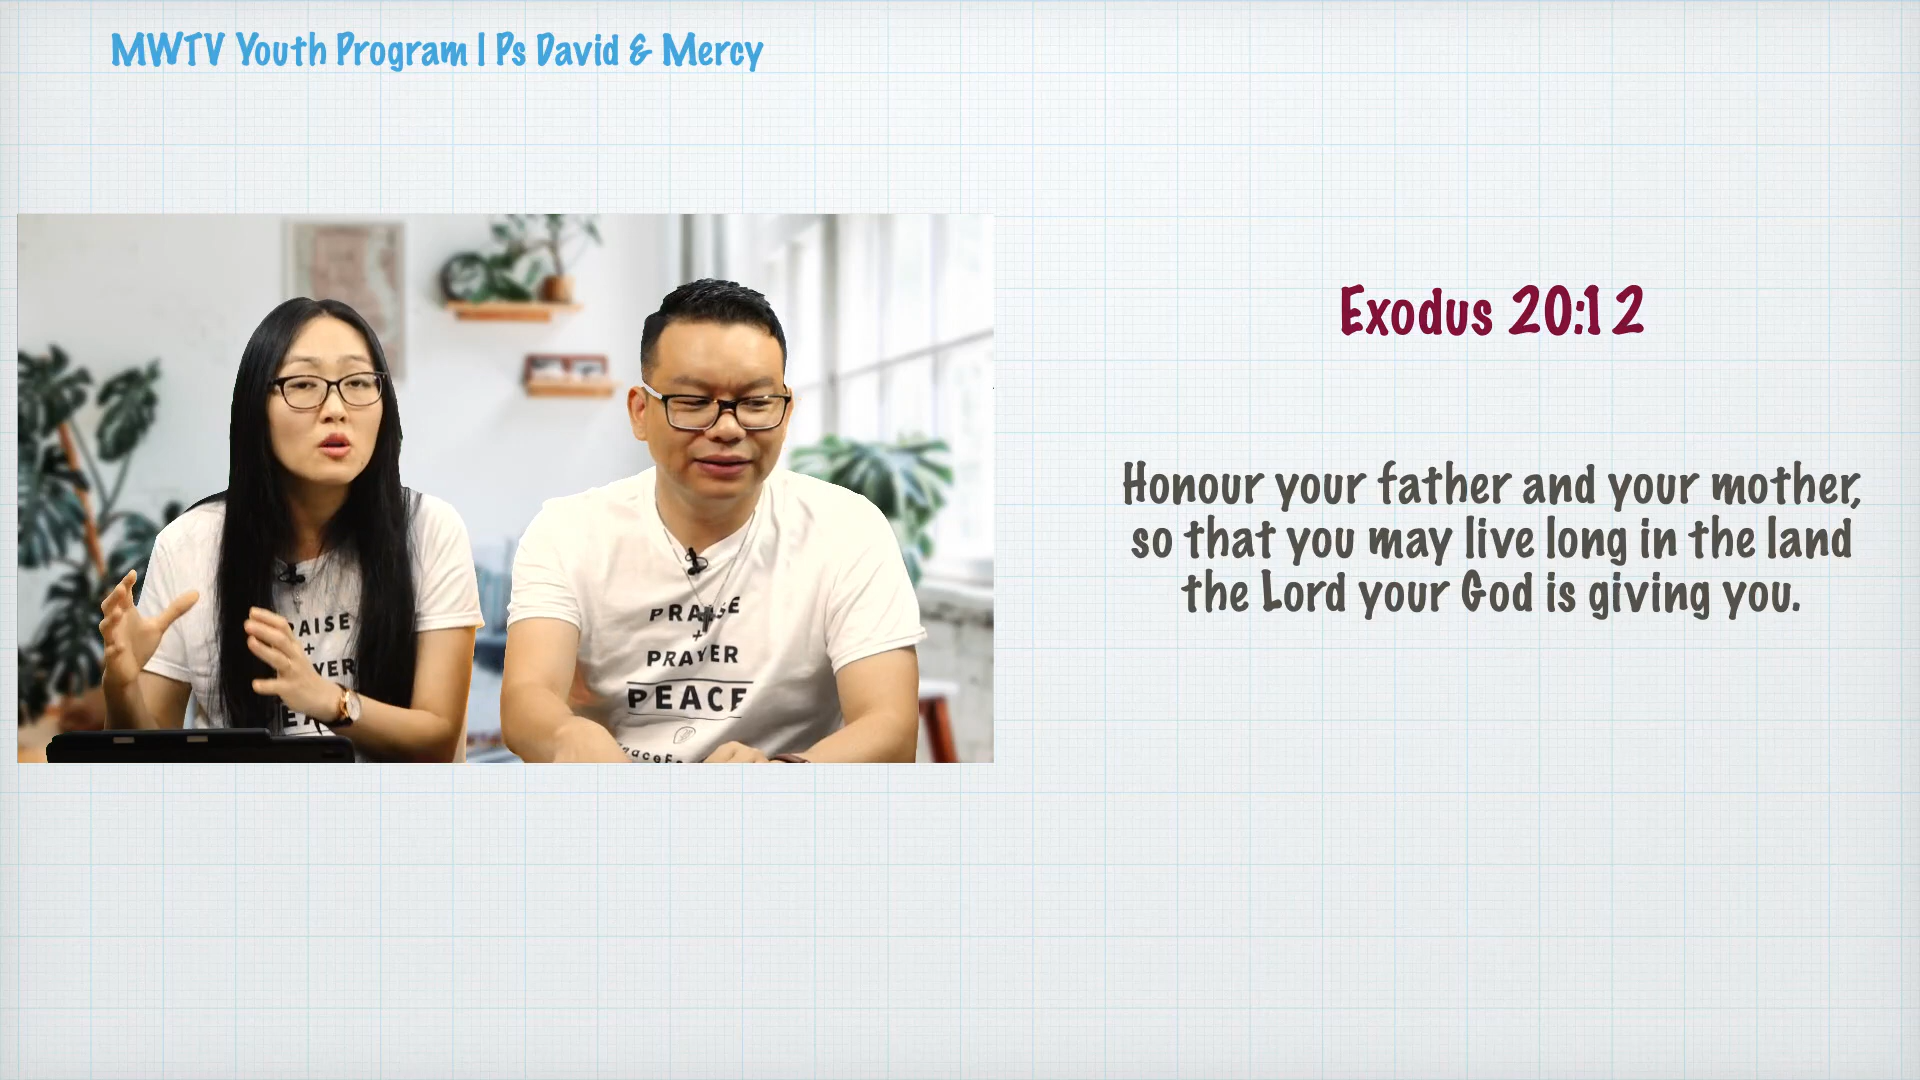 MWTV Youth Program | Ps David & Mercy
Exodus 20:12
Honour your father and your mother,
so that you may live long in the land
the Lord your God is giving you.
PRAISE
+
PRAYER
PEACE